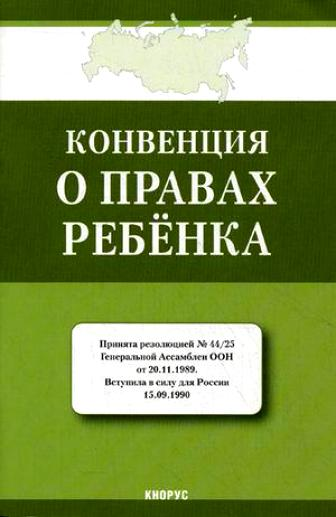 КОНВЕНЦИЯ
О ПРАВАХ
РЕБЁНКА
Принята резолюцией № 44/25
Генеральной Ассамблеи ООН
от 20.11.1989.
Вступила в силу для России
15.09.1990
КНОРУС